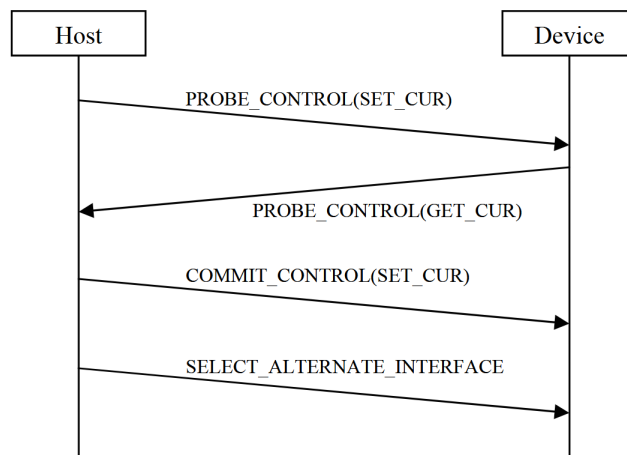 Host
Device
PROBE_CONTROL(SET_CUR)
PROBE_CONTROL(GET_CUR)
COMMIT_CONTROL(SET_CUR)
SELECT_ALTERNATE_INTERFACE